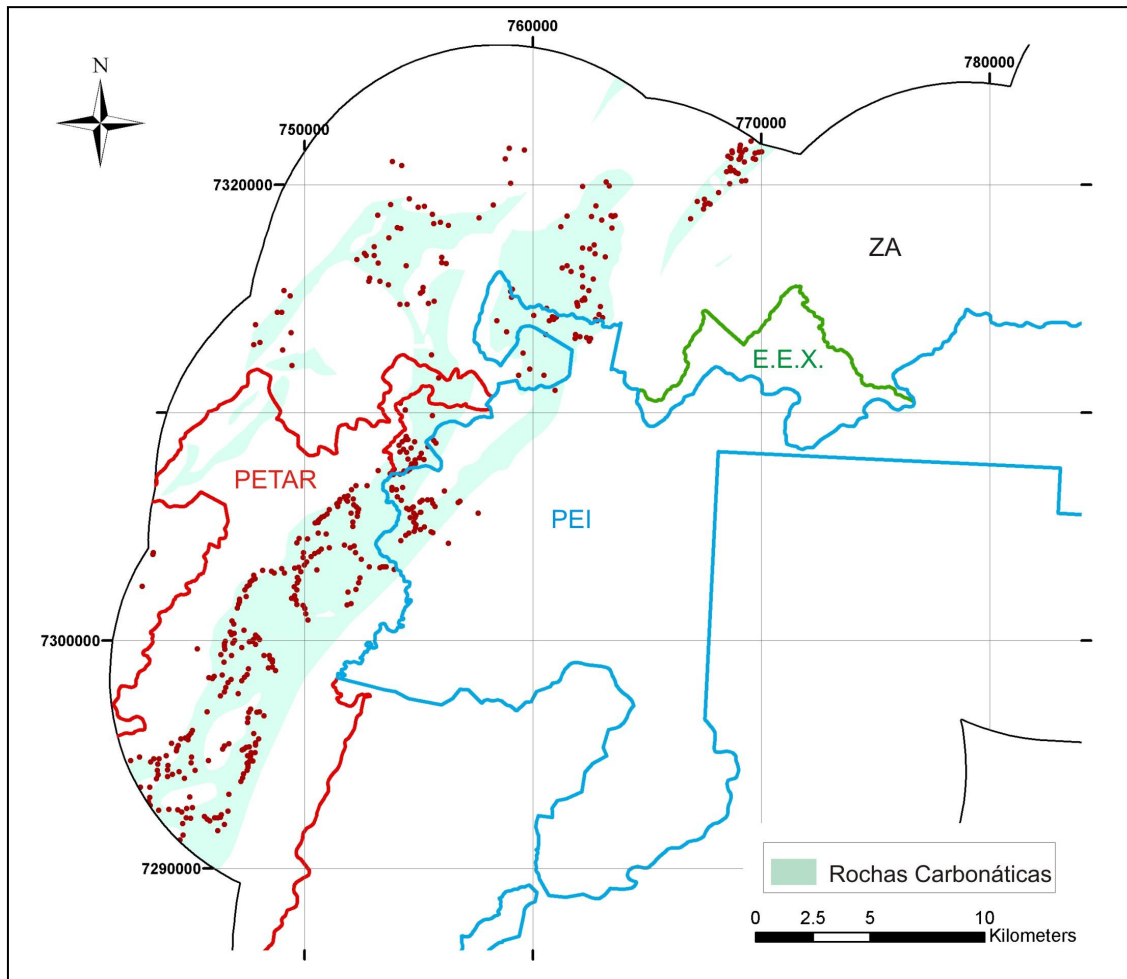 760000
780000
N
750000
770000
7320000
ZA
E.E.X.
PETAR
PEI
7300000
7290000
Rochas Carbonáticas
0 2.5 5 10
Kilometers